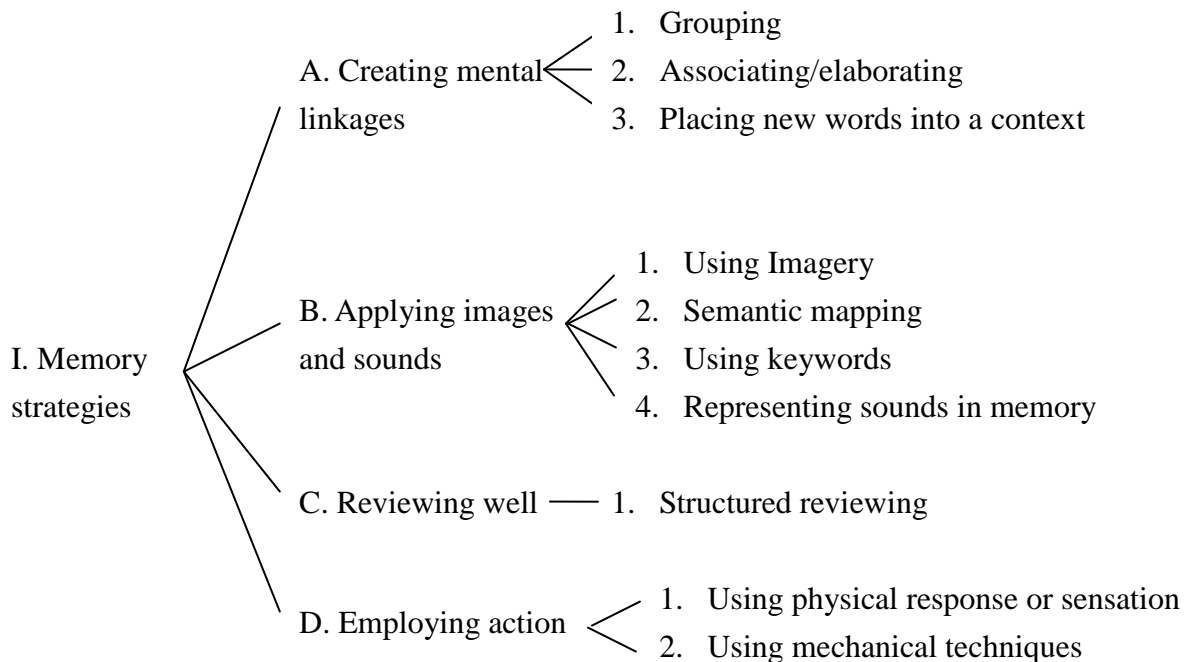 1. Grouping
A. Creating mental
linkages
2. Associating/elaborating
3. Placing new words into a context
I. Memory
strategies
B. Applying images
and sounds
1. Using Imagery
2. Semantic mapping
3. Using keywords
4. Representing sounds in memory
C. Reviewing well
1. Structured reviewing
D. Employing action
1. Using physical response or sensation
2. Using mechanical techniques